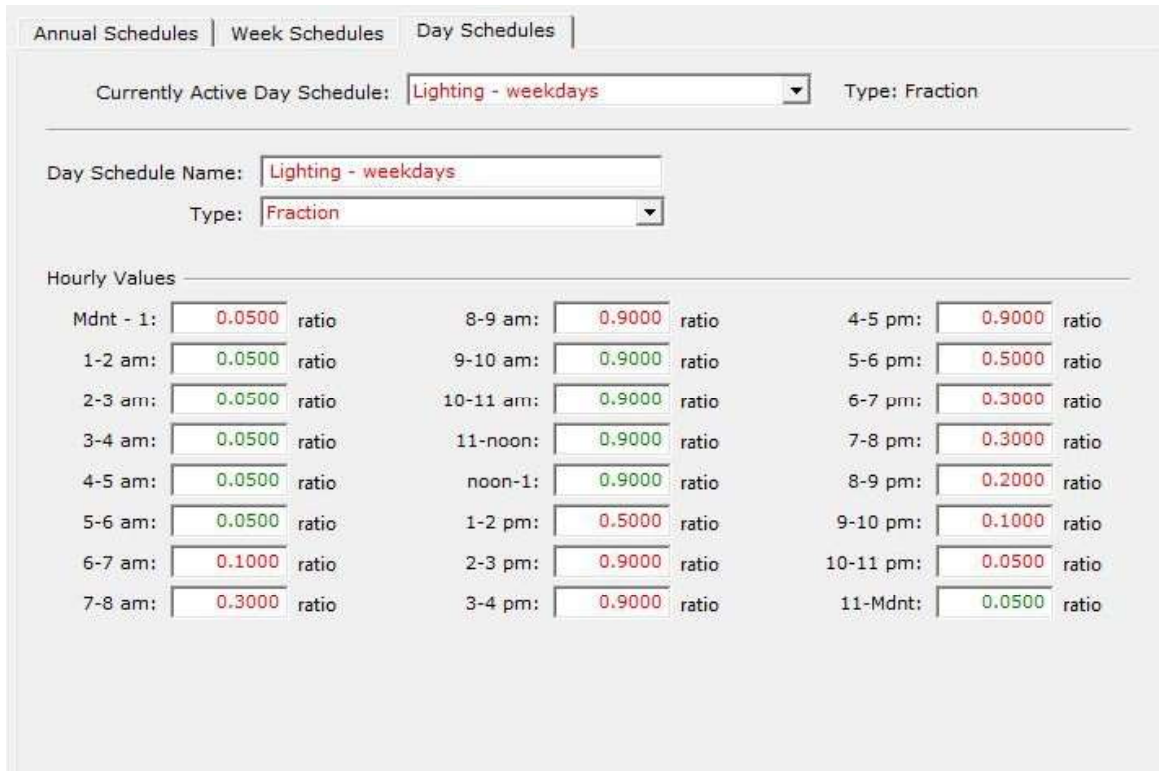 Annual Schedules Week Schedules Day Schedules
Currently Active Day Schedule: Lighting - weekdays Type: Fraction
Day Schedule Name: Lighting - weekdays
Type: Fraction
Hourly Values
Mdnt - 1: 0.0500 ratio 8-9 am: 0.9000 ratio 4-5 pm: 0.9000 ratio
1-2 am: 0.0500 ratio 9-10 am: 0.9000 ratio 5-6 pm: 0.5000 ratio
2-3 am: 0.0500 ratio 10-11 am: 0.9000 ratio 6-7 pm: 0.3000 ratio
3-4 am: 0.0500 ratio 11-noon: 0.9000 ratio 7-8 pm: 0.3000 ratio
4-5 am: 0.0500 ratio noon-1: 0.9000 ratio 8-9 pm: 0.2000 ratio
5-6 am: 0.0500 ratio 1-2 pm: 0.5000 ratio 9-10 pm: 0.1000 ratio
6-7 am: 0.1000 ratio 2-3 pm: 0.9000 ratio 10-11 pm: 0.0500 ratio
7-8 am: 0.3000 ratio 3-4 pm: 0.9000 ratio 11-Mdnt: 0.0500 ratio